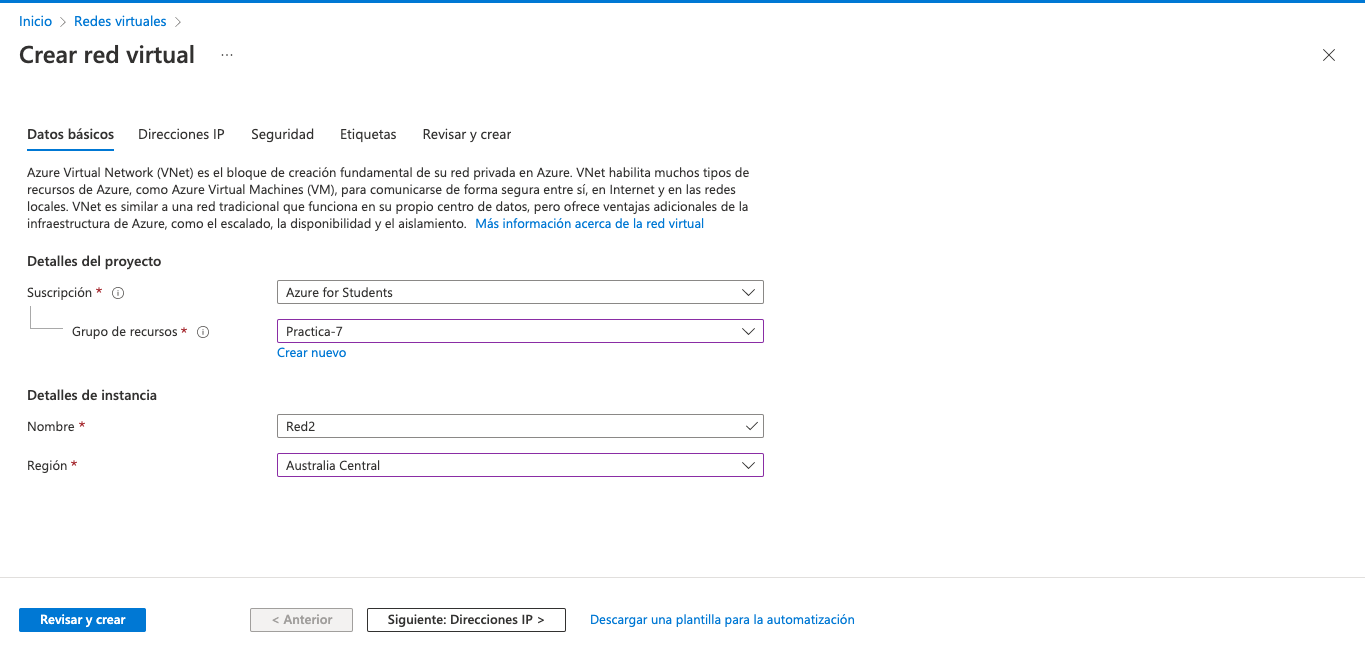 Inicio > Redes virtuales >
Crear red virtual ...
Datos básicos Direcciones IP Seguridad Etiquetas Revisar y crear
Azure Virtual Network (VNet) es el bloque de creación fundamental de su red privada en Azure. VNet habilita muchos tipos de
recursos de Azure, como Azure Virtual Machines (VM), para comunicarse de forma segura entre sí, en Internet y en las redes
locales. VNet es similar a una red tradicional que funciona en su propio centro de datos, pero ofrece ventajas adicionales de la
infraestructura de Azure, como el escalado, la disponibilidad y el aislamiento. Más información acerca de la red virtual
Detalles del proyecto
Suscripción * Azure for Students
Grupo de recursos * Practica-7
Crear nuevo
Detalles de instancia
Nombre * Red2
Región * Australia Central
Revisar y crear < Anterior Siguiente: Direcciones IP > Descargar una plantilla para la automatización